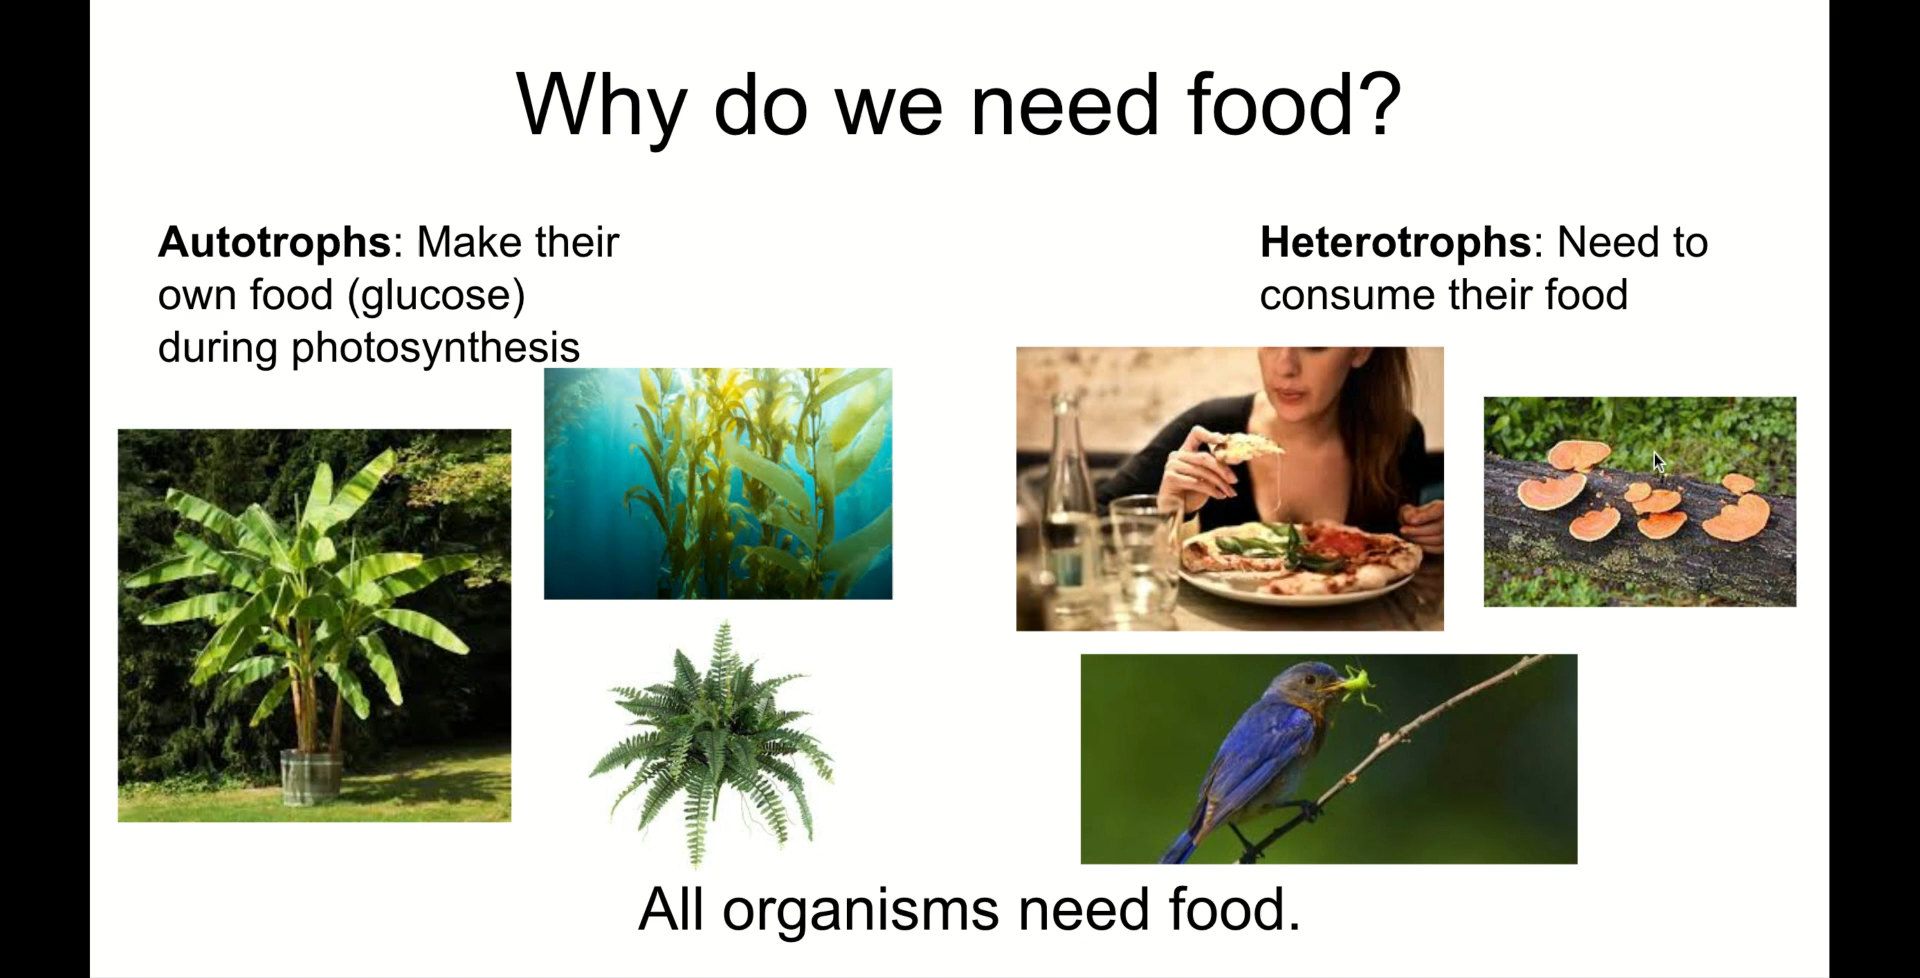 Why do we need food?
Autotrophs: Make their
own food (glucose)
during photosynthesis
Heterotrophs: Need to
consume their food
All organisms need food.